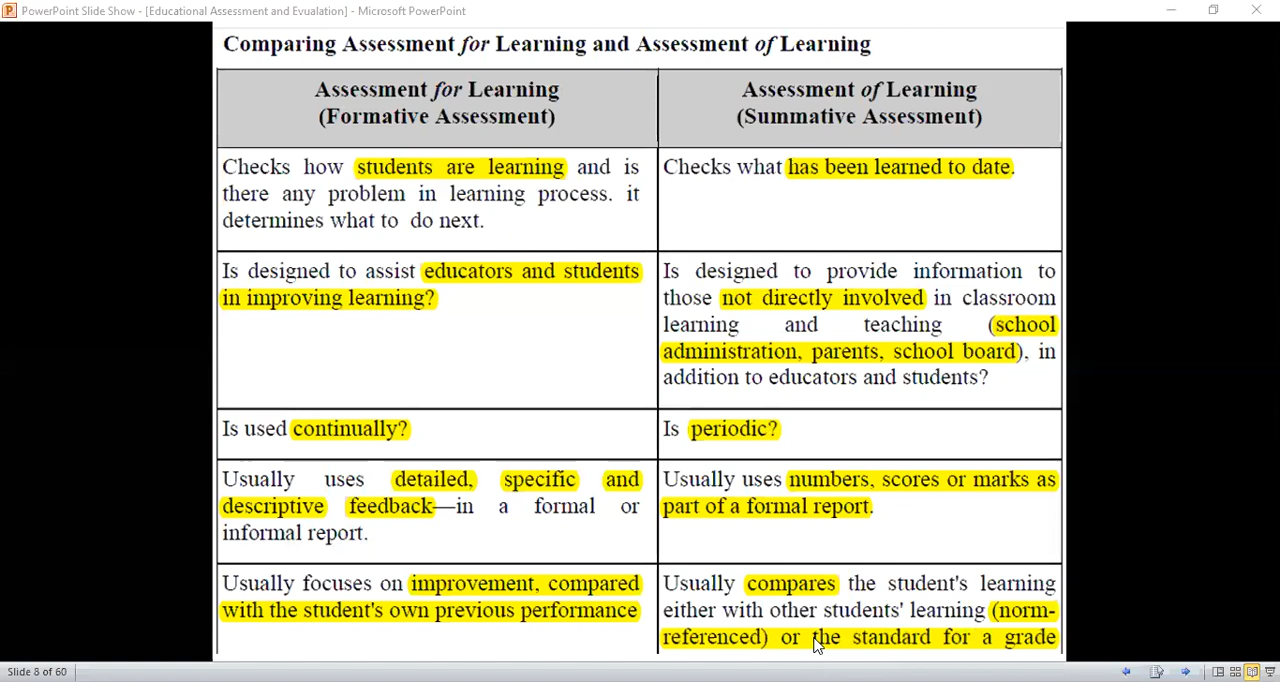 PowerPoint Slide Show - [Educational Assessment and Evualation] - Microsoft PowerPoint
Comparing Assessment for Learning and Assessment of Learning
Assessment for Learning
(Formative Assessment)
Assessment of Learning
(Summative Assessment)
Checks how students are learning and is
there any problem in learning process. it
determines what to do next.
Checks what has been learned to date.
Is designed to assist educators and students
in improving learning?
Is designed to provide information to
those not directly involved in classroom
learning and teaching (school
administration, parents, school board), in
addition to educators and students?
Is used continually?
Is periodic?
Usually uses detailed, specific and
descriptive feedback—in a formal or
informal report.
Usually uses numbers, scores or marks as
part of a formal report.
Usually focuses on improvement, compared
with the student's own previous performance
Usually compares the student's learning
either with other students' learning (norm-
referenced) or the standard for a grade
Slide 8 of 60